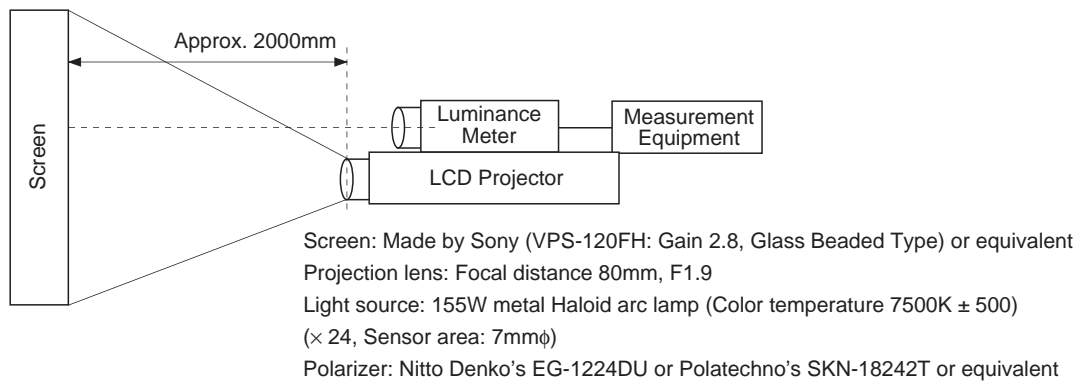 Approx. 2000mm
Screen
Luminance
Meter
Measurement
Equipment
LCD Projector
Screen: Made by Sony (VPS-120FH: Gain 2.8, Glass Beaded Type) or equivalent
Projection lens: Focal distance 80mm, F1.9
Light source: 155W metal Haloid arc lamp (Color temperature 7500K ± 500)
(× 24, Sensor area: 7mmϕ)
Polarizer: Nitto Denko's EG-1224DU or Polatechno's SKN-18242T or equivalent